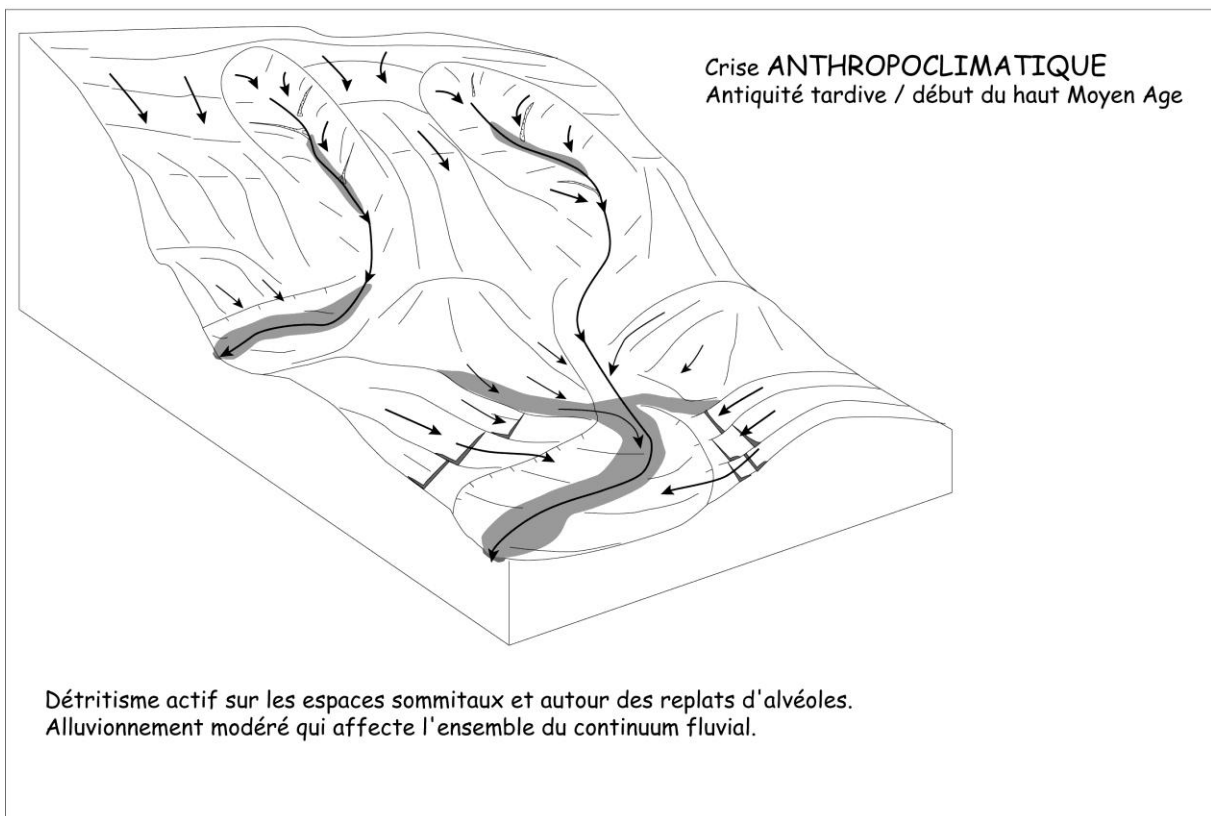 Crise ANTHROPOCLIMATIQUE
Antiquité tardive / début du haut Moyen Age
Détritisme actif sur les espaces sommitaux et autour des replats d'alvéoles.
Alluvionnement modéré qui affecte l'ensemble du continuum fluvial.